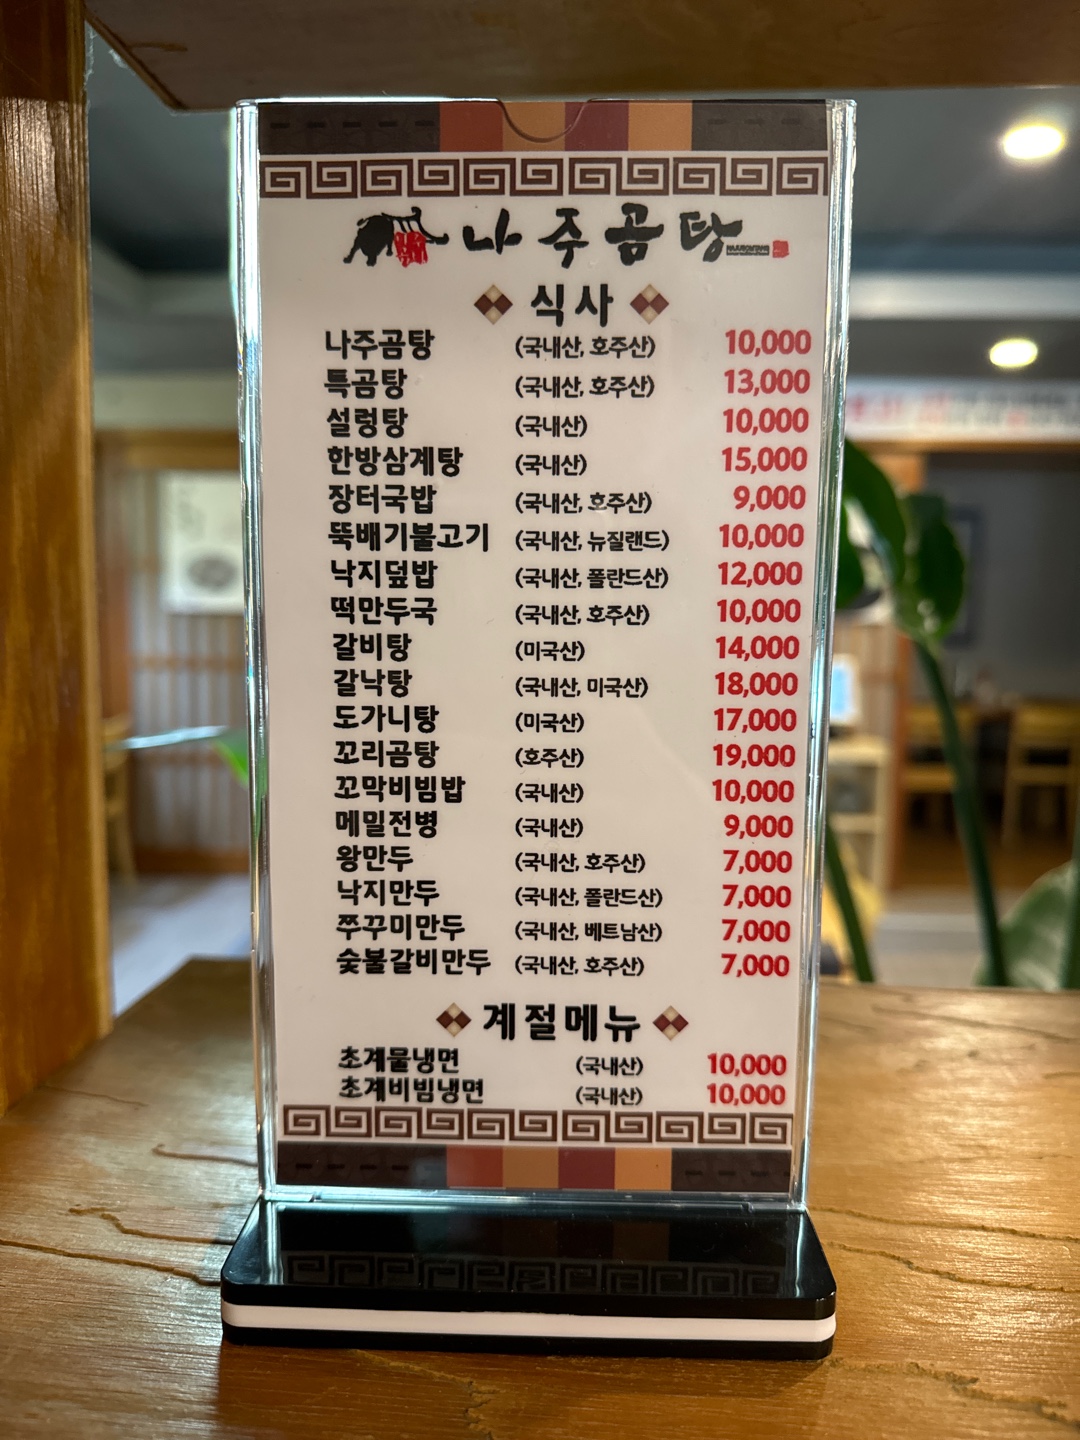 나주곰탕
식사
나주곰탕 (국내산, 호주산) 10,000
특곰탕 (국내산, 호주산) 13,000
설렁탕 (국내산) 10,000
한방삼계탕 (국내산) 15,000
장터국밥 (국내산, 호주산) 9,000
뚝배기불고기 (국내산, 뉴질랜드) 10,000
낙지덮밥 (국내산, 폴란드산) 12,000
떡만두국 (국내산, 호주산) 10,000
갈비탕 (미국산) 14,000
갈낙탕 (국내산, 미국산) 18,000
도가니탕 (미국산) 17,000
꼬리곰탕 (호주산) 19,000
꼬막비빔밥 (국내산) 10,000
메밀전병 (국내산) 9,000
왕만두 (국내산, 호주산) 7,000
낙지만두 (국내산, 폴란드산) 7,000
쭈꾸미만두 (국내산, 베트남산) 7,000
숯불갈비만두 (국내산, 호주산) 7,000
계절메뉴
초계물냉면 (국내산) 10,000
초계비빔냉면 (국내산) 10,000